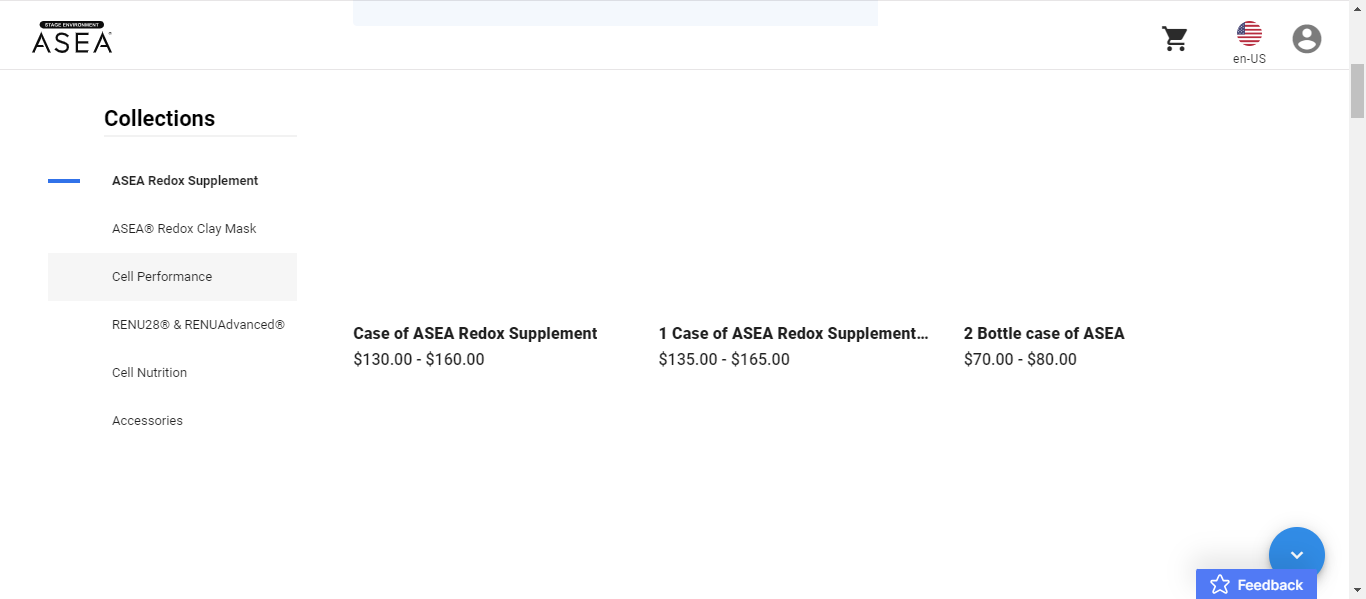 STAGE ENVIRONMENT
ASEA
en-US
Collections
ASEA Redox Supplement
ASEA® Redox Clay Mask
Cell Performance
RENU28® & RENUAdvanced®
Cell Nutrition
Accessories
Case of ASEA Redox Supplement
$130.00 - $160.00
1 Case of ASEA Redox Supplement...
$135.00 - $165.00
2 Bottle case of ASEA
$70.00 - $80.00
Feedback